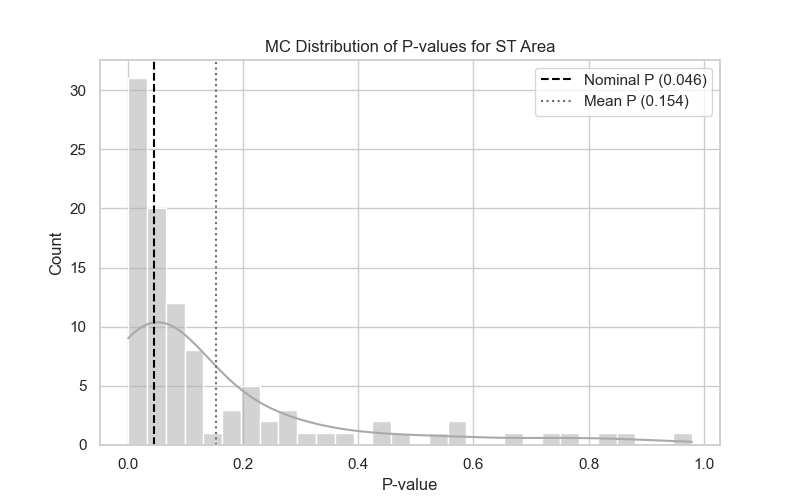 MC Distribution of P-values for ST Area
Nominal P (0.046)
Mean P (0.154)
30
25
20
15
10
5
0
Count
0.0 0.2 0.4 0.6 0.8 1.0
P-value